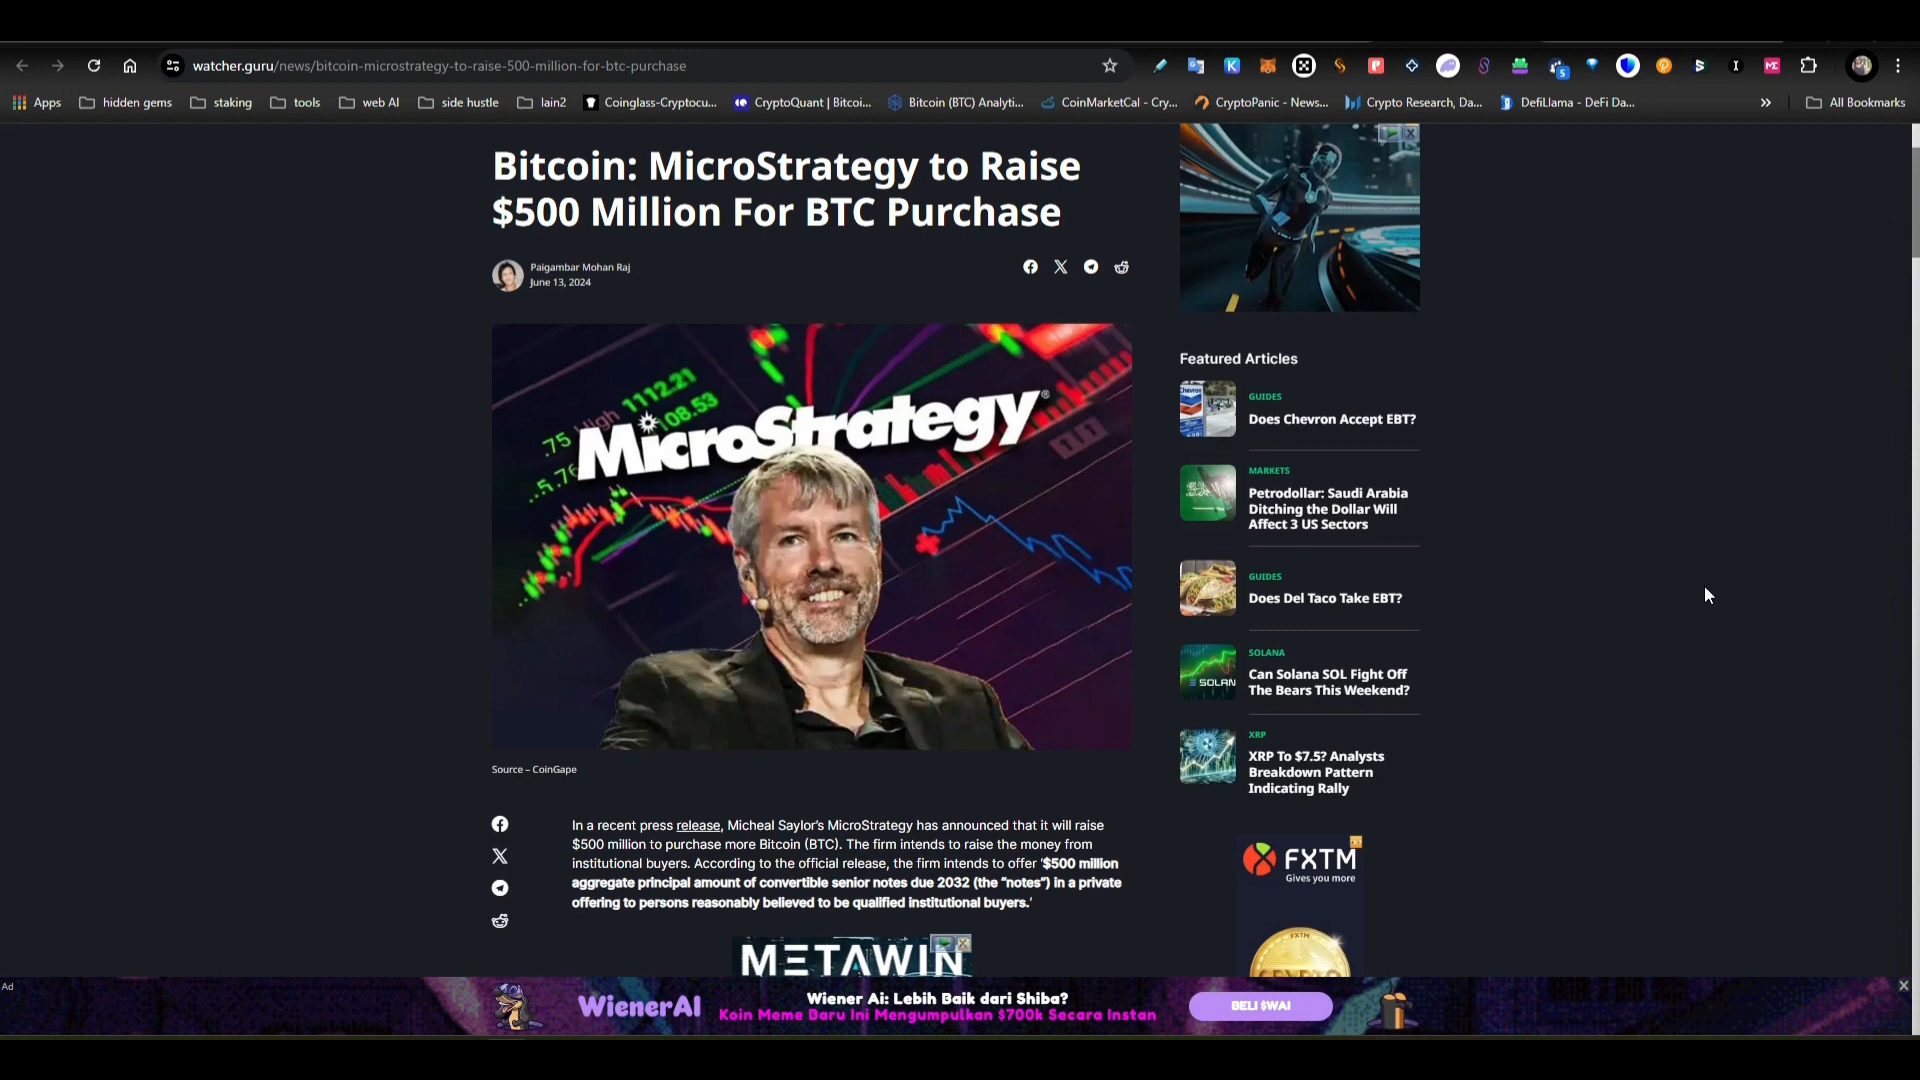 watcher.guru/news/bitcoin-microstrategy-to-raise-500-million-for-btc-purchase
Apps
hidden gems
staking
tools
web AI
side hustle
lain2
Coinglass-Cryptocu...
CryptoQuant | Bitcoi...
Bitcoin (BTC) Analyti...
CoinMarketCal - Cry...
CryptoPanic - News...
Crypto Research, Da...
DefiLlama - DeFi Da...
»
All Bookmarks
Bitcoin: MicroStrategy to Raise
$500 Million For BTC Purchase
Paigambar Mohan Raj
June 13, 2024
High 1112.21
.75
108.53
MicroStrategy®
Source – CoinGape
In a recent press release, Micheal Saylor's MicroStrategy has announced that it will raise
$500 million to purchase more Bitcoin (BTC). The firm intends to raise the money from
institutional buyers. According to the official release, the firm intends to offer ‘$500 million
aggregate principal amount of convertible senior notes due 2032 (the “notes”) in a private
offering to persons reasonably believed to be qualified institutional buyers.‘
METAWIN
Featured Articles
GUIDES
Does Chevron Accept EBT?
MARKETS
Petrodollar: Saudi Arabia
Ditching the Dollar Will
Affect 3 US Sectors
GUIDES
Does Del Taco Take EBT?
SOLANA
Can Solana SOL Fight Off
The Bears This Weekend?
XRP
XRP To $7.5? Analysts
Breakdown Pattern
Indicating Rally
FXTM
Gives you more
FXTM
Ad
WienerAI
Wiener Ai: Lebih Baik dari Shiba?
Koin Meme Baru Ini Mengumpulkan $700k Secara Instan
BELI $WAI